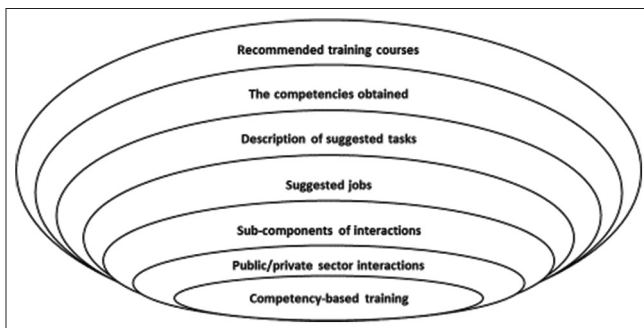 Recommended training courses
The competencies obtained
Description of suggested tasks
Suggested jobs
Sub-components of interactions
Public/private sector interactions
Competency-based training